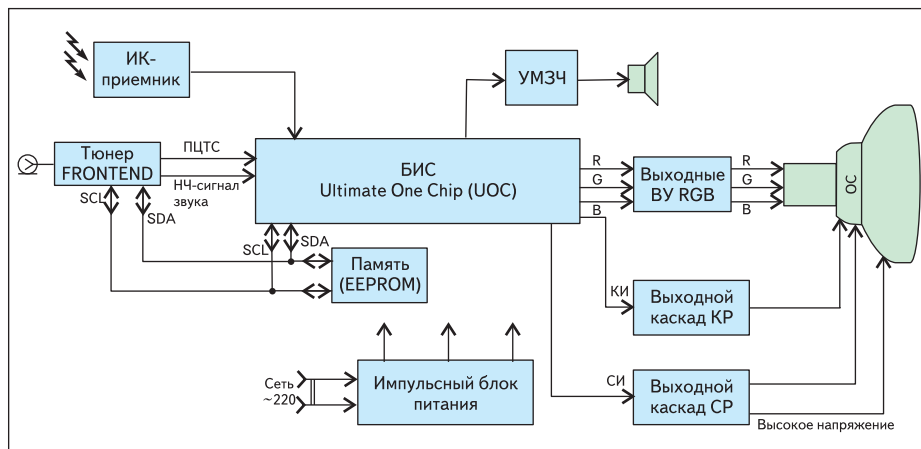 ИК-
приемник
УМЗЧ
Тюнер
FRONTEND
ПЦТС
НЧ-сигнал
звука
SCL
SDA
БИС
Ultimate One Chip (UOC)
R
G
B
Выходные
ВУ RGB
R
G
B
ОС
SCL
SDA
Память
(EEPROM)
КИ
Выходной
каскад КР
Сеть
~220
Импульсный блок
питания
СИ
Выходной
каскад СР
Высокое напряжение